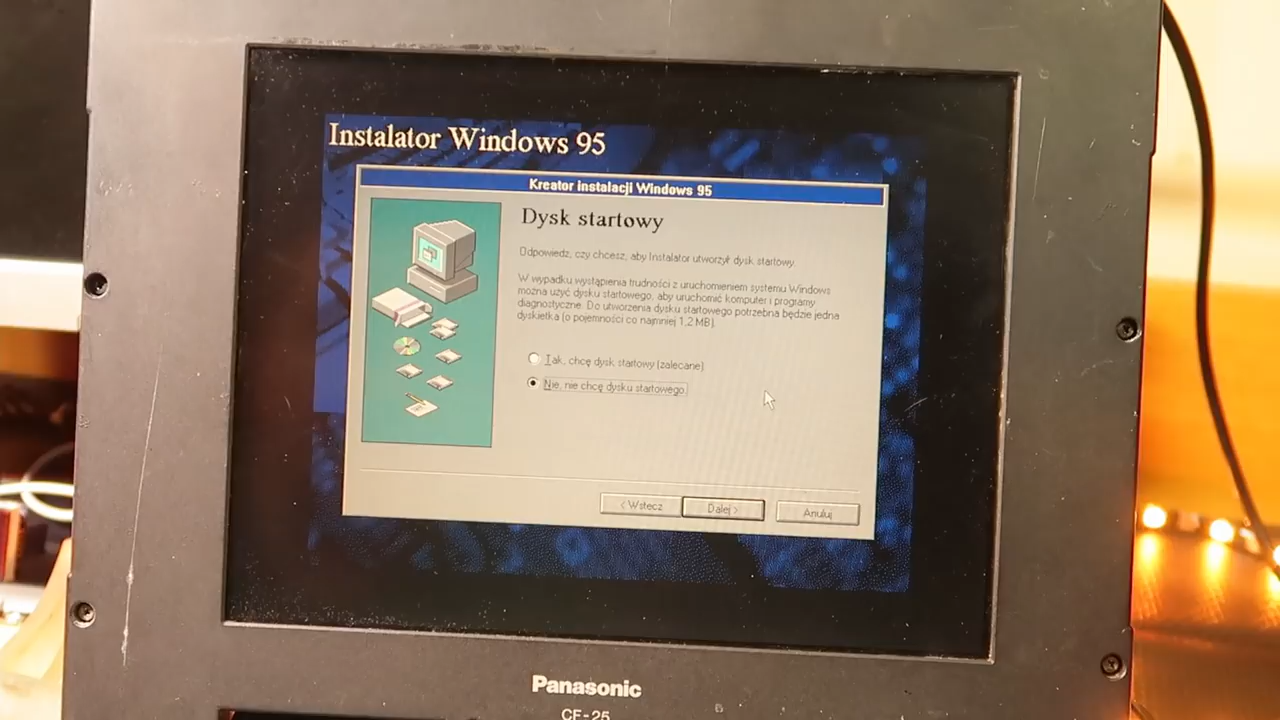 Instalator Windows 95
Kreator instalacji Windows 95
Dysk startowy
Odpowiedz, czy chcesz, aby Instalator utworzył dysk startowy.
W wypadku wystąpienia trudności z uruchomieniem systemu Windows
można użyć dysku startowego, aby uruchomić komputer i programy
diagnostyczne. Do utworzenia dysku startowego potrzebna będzie jedna
dyskietka (o pojemności co najmniej 1,2 MB).
Tak, chcę dysk startowy (zalecane)
Nie, nie chcę dysku startowego.
< Wstecz
Dalej >
Anuluj
Panasonic
CF-25